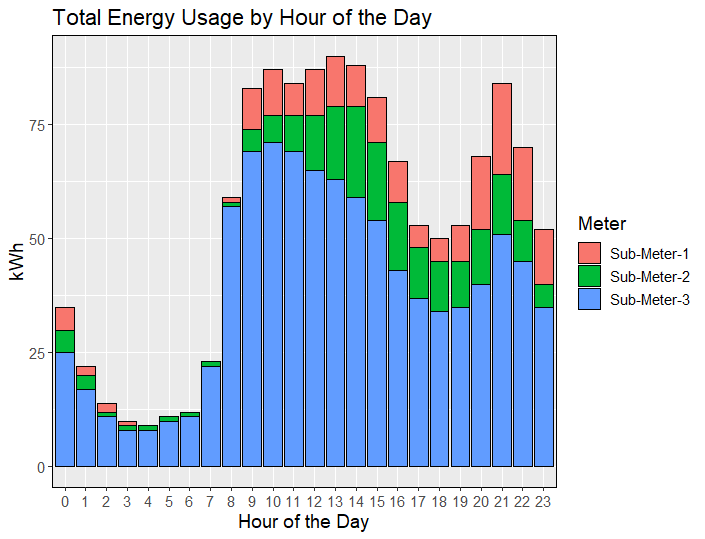 Total Energy Usage by Hour of the Day
75
50
25
0
kWh
0 1 2 3 4 5 6 7 8 9 10 11 12 13 14 15 16 17 18 19 20 21 22 23
Hour of the Day
Meter
Sub-Meter-1
Sub-Meter-2
Sub-Meter-3